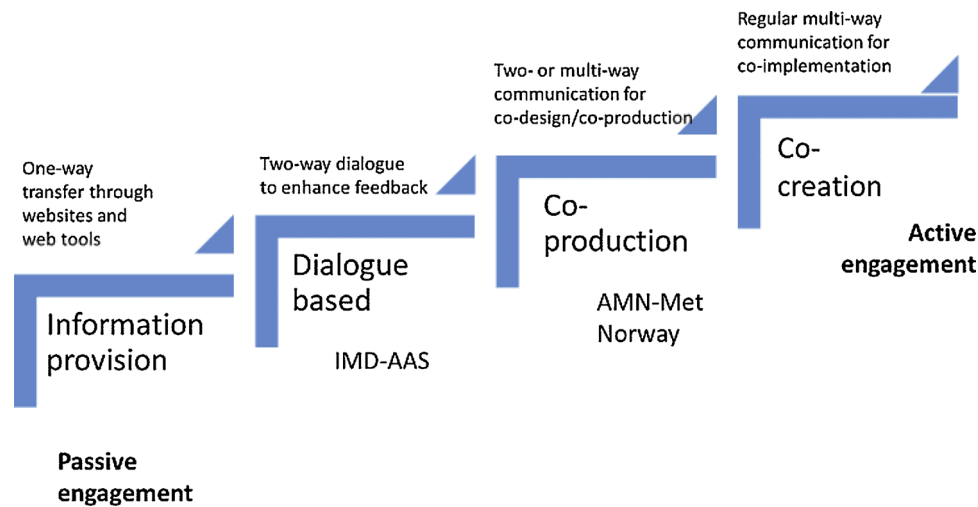 One-way
transfer through
websites and
web tools
Information
provision
Passive
engagement
Two-way dialogue
to enhance feedback
Dialogue
based
IMD-AAS
Two- or multi-way
communication for
co-design/co-production
Co-
production
AMN-Met
Norway
Regular multi-way
communication for
co-implementation
Co-
creation
Active
engagement